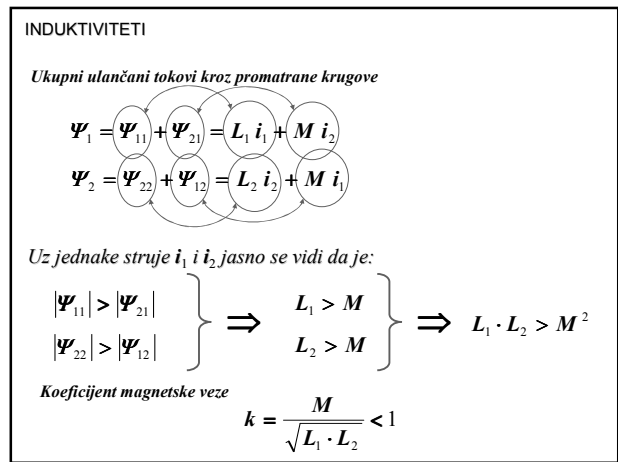 INDUKTIVITETI
Ukupni ulančani tokovi kroz promatrane krugove
Ψ₁ = Ψ₁₁ + Ψ₂₁ = L₁ i₁ + M i₂
Ψ₂ = Ψ₂₂ + Ψ₁₂ = L₂ i₂ + M i₁
Uz jednake struje i₁ i i₂ jasno se vidi da je:
|Ψ₁₁| > |Ψ₂₁| } ⇒ L₁ > M } ⇒ L₁ · L₂ > M²
|Ψ₂₂| > |Ψ₁₂| L₂ > M
Koeficijent magnetske veze
k = M / √(L₁ · L₂) < 1